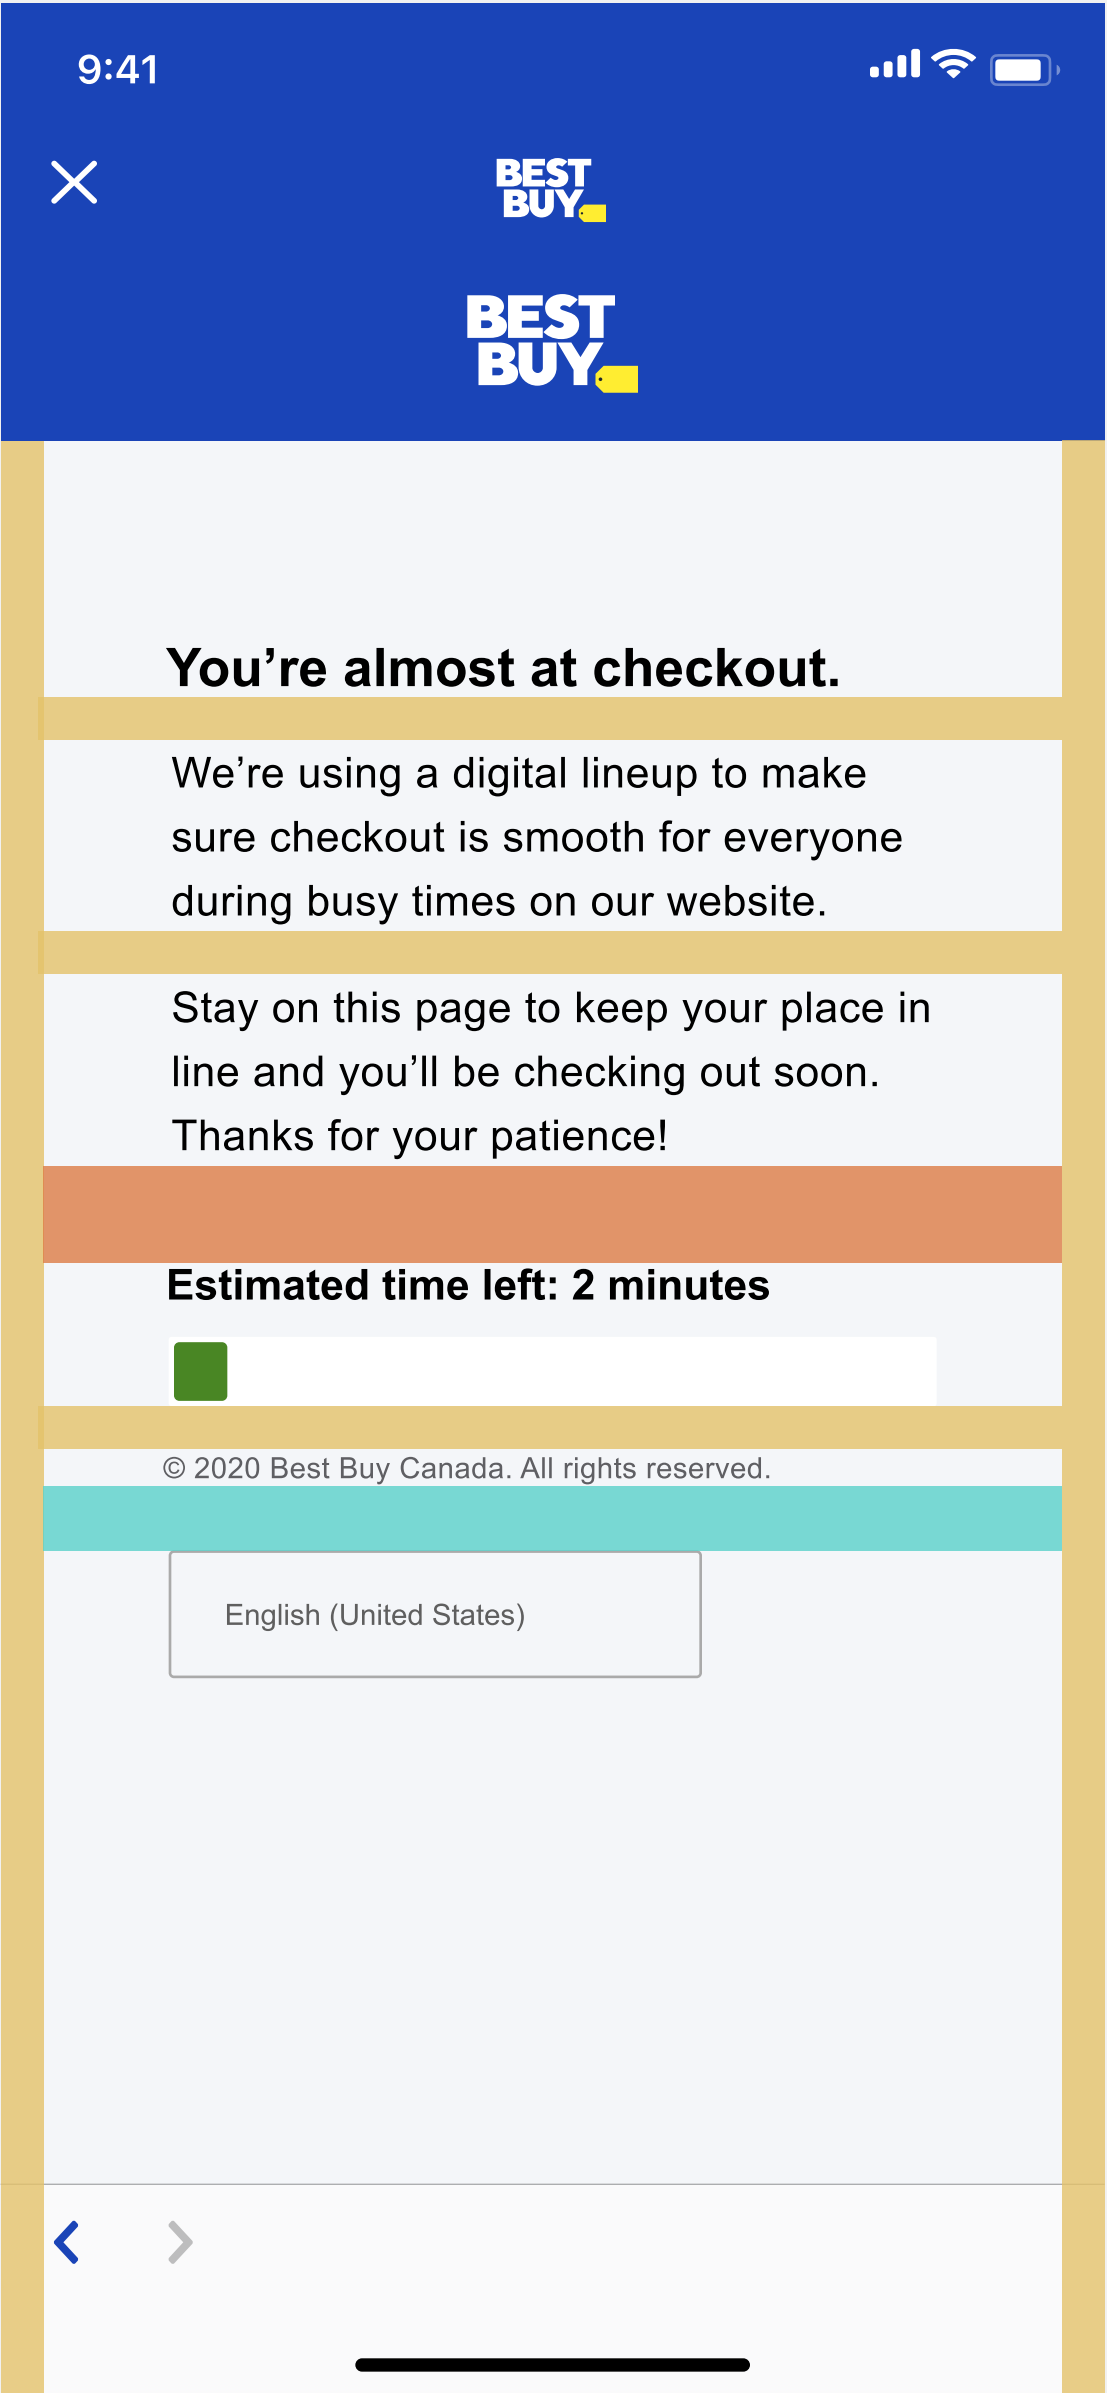 9:41
BEST
BUY
BEST
BUY
You’re almost at checkout.
We’re using a digital lineup to make
sure checkout is smooth for everyone
during busy times on our website.
Stay on this page to keep your place in
line and you’ll be checking out soon.
Thanks for your patience!
Estimated time left: 2 minutes
© 2020 Best Buy Canada. All rights reserved.
English (United States)